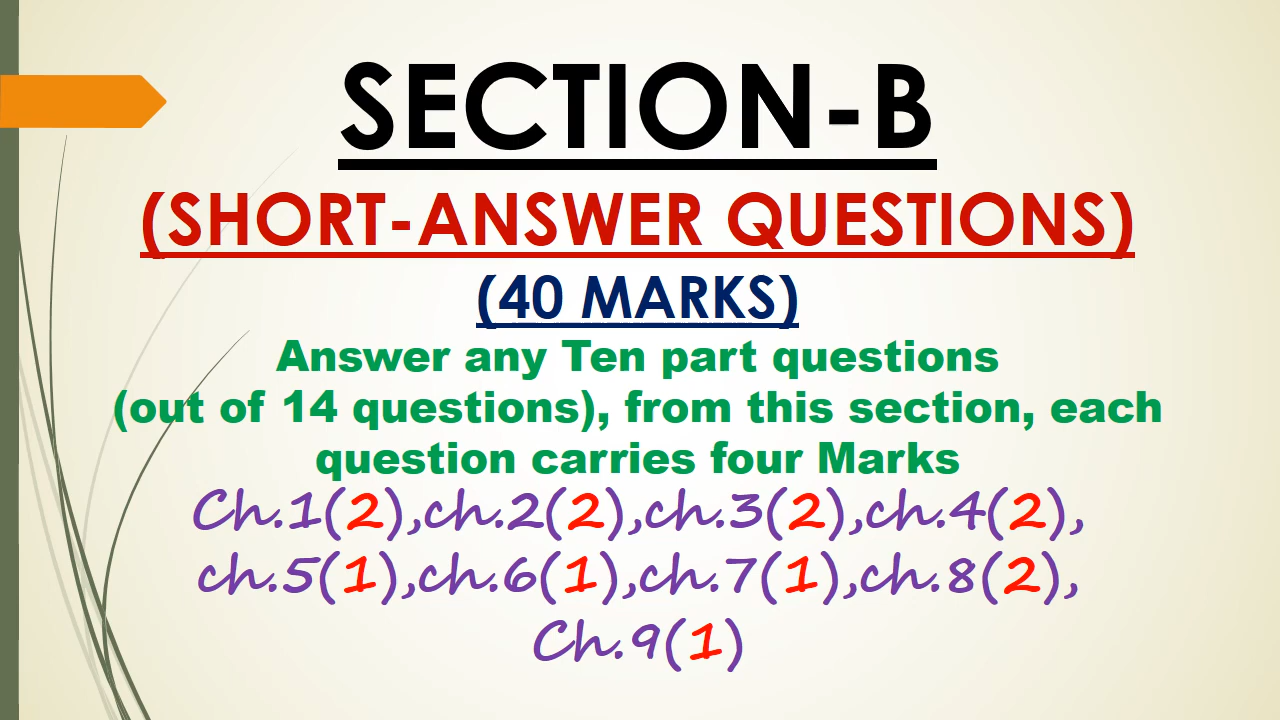 SECTION-B
(SHORT-ANSWER QUESTIONS)
(40 MARKS)
Answer any Ten part questions
(out of 14 questions), from this section, each
question carries four Marks
Ch.1(2),ch.2(2),ch.3(2),ch.4(2),
ch.5(1),ch.6(1),ch.7(1),ch.8(2),
Ch.9(1)